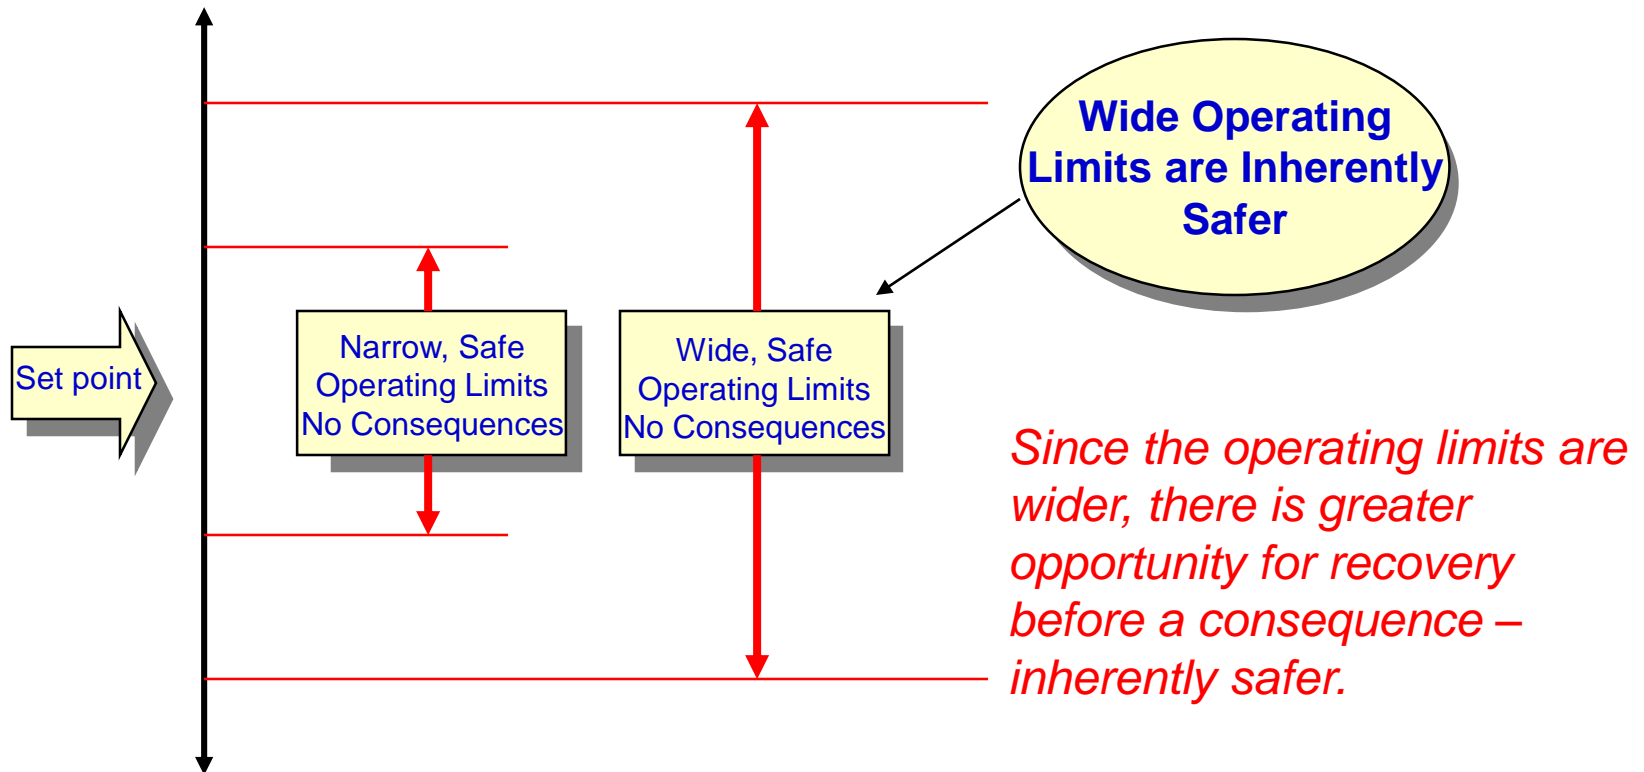 Wide Operating
Limits are Inherently
Safer
Set point
Narrow, Safe
Operating Limits
No Consequences
Wide, Safe
Operating Limits
No Consequences
Since the operating limits are
wider, there is greater
opportunity for recovery
before a consequence –
inherently safer.